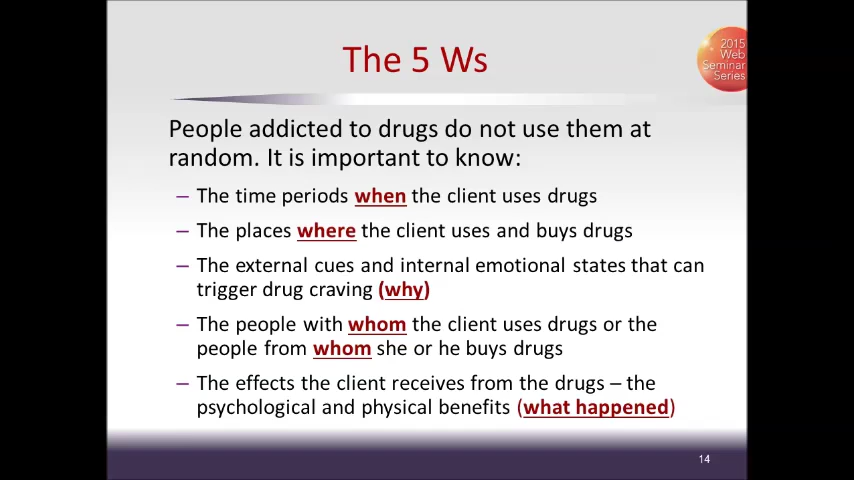 The 5 Ws
2015
Web
Seminar
Series
People addicted to drugs do not use them at
random. It is important to know:
– The time periods when the client uses drugs
– The places where the client uses and buys drugs
– The external cues and internal emotional states that can
trigger drug craving (why)
– The people with whom the client uses drugs or the
people from whom she or he buys drugs
– The effects the client receives from the drugs – the
psychological and physical benefits (what happened)
14